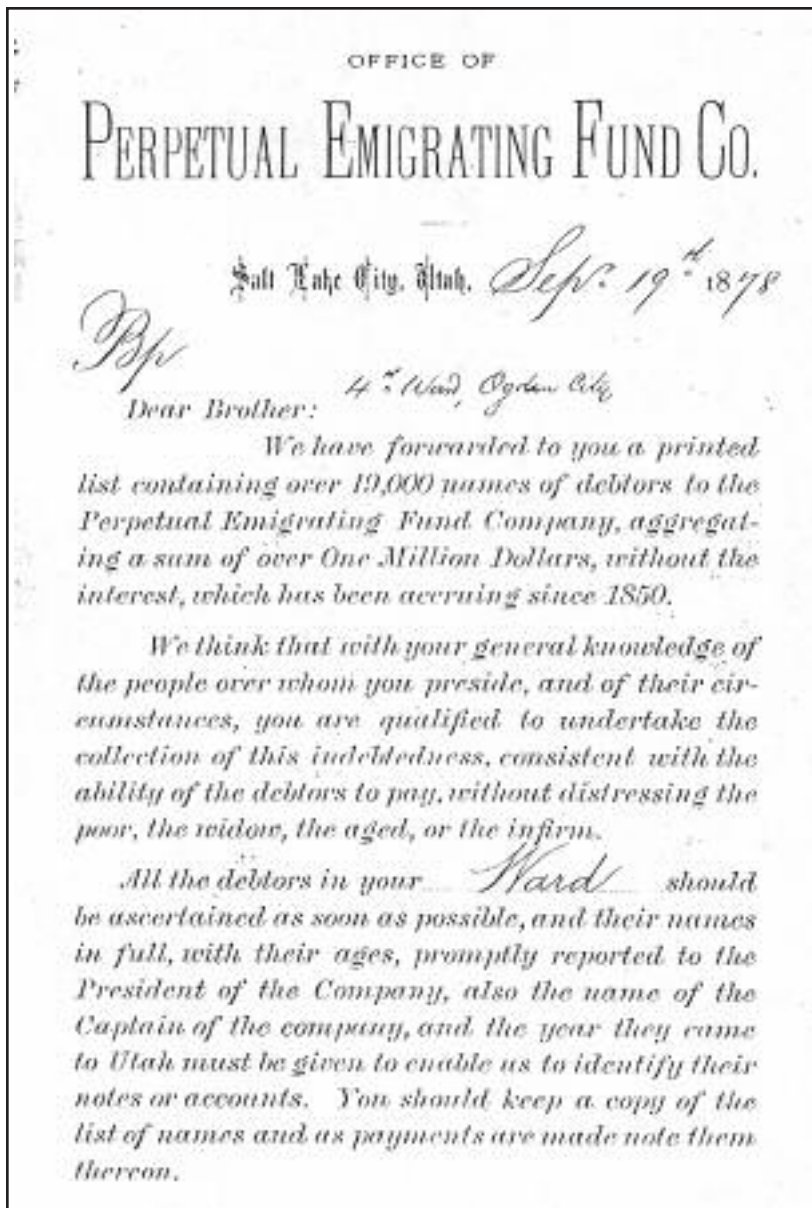 OFFICE OF
PERPETUAL EMIGRATING FUND CO.
Salt Lake City, Utah, Sep. 19th 1878
Bp
4th Ward, Ogden City
Dear Brother:
We have forwarded to you a printed
list containing over 19,000 names of debtors to the
Perpetual Emigrating Fund Company, aggregat-
ing a sum of over One Million Dollars, without the
interest, which has been accruing since 1850.
We think that with your general knowledge of
the people over whom you preside, and of their cir-
cumstances, you are qualified to undertake the
collection of this indebtedness, consistent with the
ability of the debtors to pay, without distressing the
poor, the widow, the aged, or the infirm.
All the debtors in your Ward should
be ascertained as soon as possible, and their names
in full, with their ages, promptly reported to the
President of the Company, also the name of the
Captain of the company, and the year they came
to Utah must be given to enable us to identify their
notes or accounts. You should keep a copy of the
list of names and as payments are made note them
thereon.